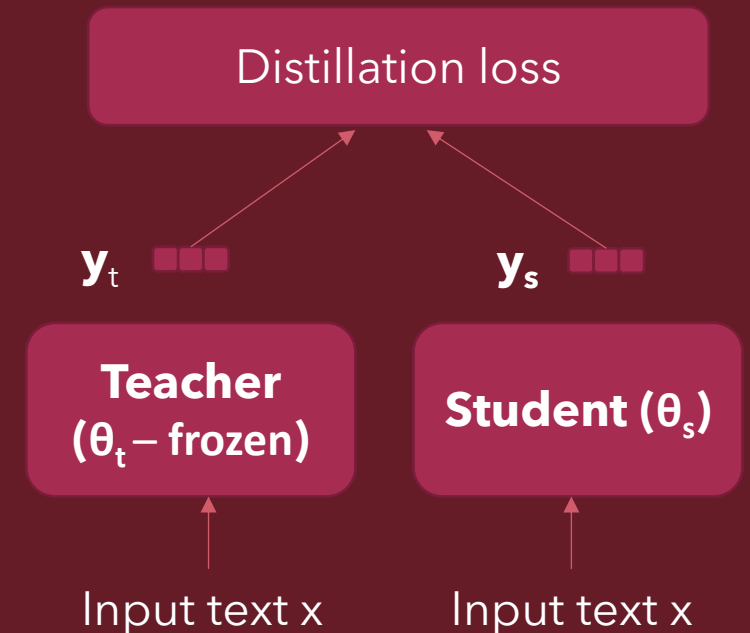 Distillation loss
yt
ys
Teacher
(θt – frozen)
Student (θs)
Input text x
Input text x